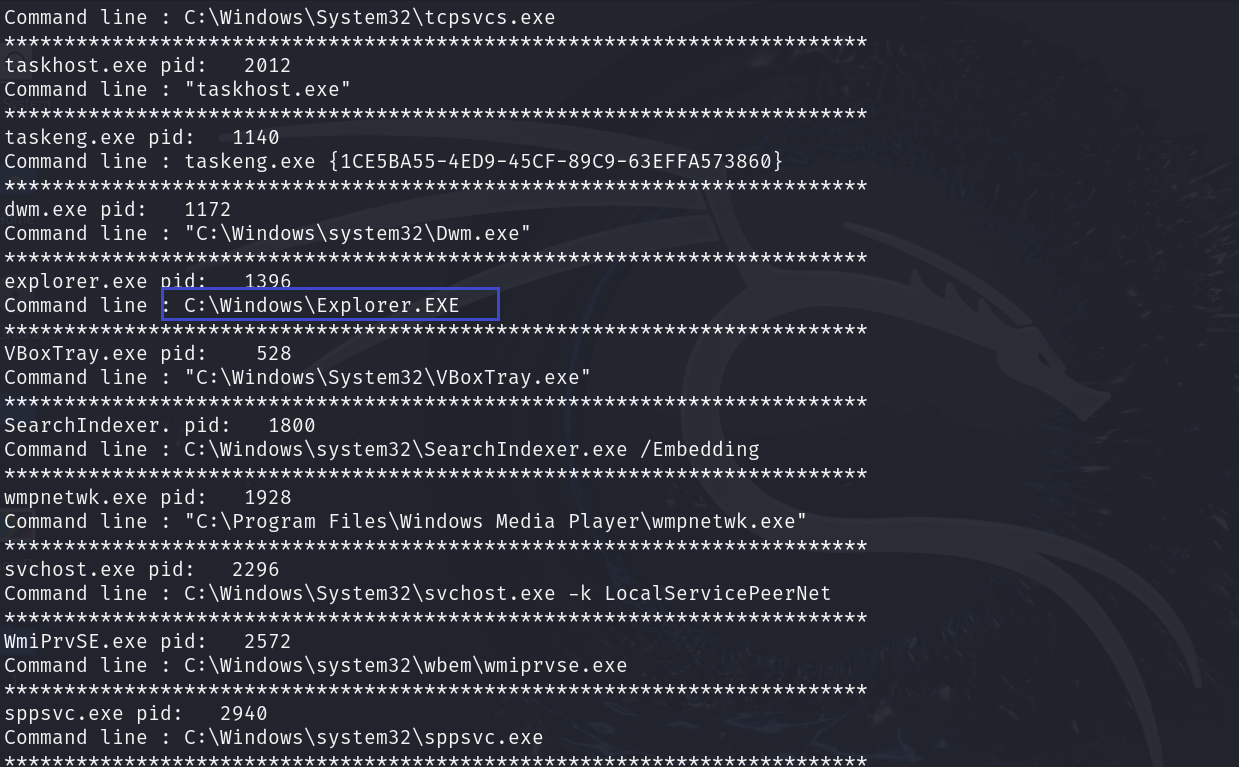 Command line : C:\Windows\System32\tcpsvcs.exe
************************************************************************
taskhost.exe pid:   2012
Command line : "taskhost.exe"
************************************************************************
taskeng.exe pid:   1140
Command line : taskeng.exe {1CE5BA55-4ED9-45CF-89C9-63EFFA573860}
************************************************************************
dwm.exe pid:   1172
Command line : "C:\Windows\system32\Dwm.exe"
************************************************************************
explorer.exe pid:   1396
Command line : C:\Windows\Explorer.EXE
************************************************************************
VBoxTray.exe pid:    528
Command line : "C:\Windows\System32\VBoxTray.exe"
************************************************************************
SearchIndexer. pid:   1800
Command line : C:\Windows\system32\SearchIndexer.exe /Embedding
************************************************************************
wmpnetwk.exe pid:   1928
Command line : "C:\Program Files\Windows Media Player\wmpnetwk.exe"
************************************************************************
svchost.exe pid:   2296
Command line : C:\Windows\System32\svchost.exe -k LocalServicePeerNet
************************************************************************
WmiPrvSE.exe pid:   2572
Command line : C:\Windows\system32\wbem\wmiprvse.exe
************************************************************************
sppsvc.exe pid:   2940
Command line : C:\Windows\system32\sppsvc.exe
************************************************************************